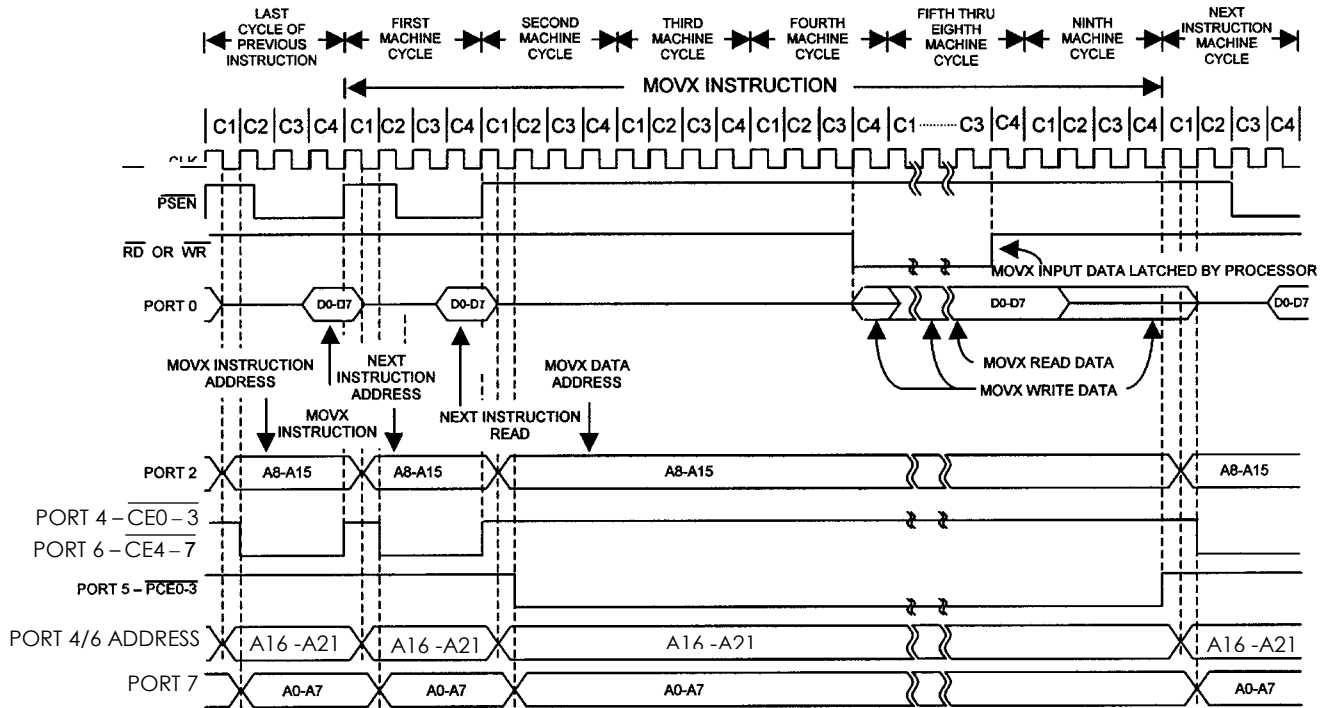 LAST CYCLE OF PREVIOUS INSTRUCTION
FIRST MACHINE CYCLE
SECOND MACHINE CYCLE
THIRD MACHINE CYCLE
FOURTH MACHINE CYCLE
FIFTH THRU EIGHTH MACHINE CYCLE
NINTH MACHINE CYCLE
NEXT INSTRUCTION MACHINE CYCLE
MOVX INSTRUCTION
C1 C2 C3 C4 C1 C2 C3 C4 C1 C2 C3 C4 C1 C2 C3 C4 C1 C2 C3 C4 C1 ........ C3 C4 C1 C2 C3 C4 C1 C2 C3 C4
CLK
PSEN
RD OR WR
MOVX INPUT DATA LATCHED BY PROCESSOR
PORT 0 D0-D7 D0-D7 D0-D7 D0-D7
MOVX INSTRUCTION ADDRESS
NEXT INSTRUCTION ADDRESS
MOVX DATA ADDRESS
MOVX READ DATA
MOVX WRITE DATA
MOVX INSTRUCTION
NEXT INSTRUCTION READ
PORT 2 A8-A15 A8-A15 A8-A15 A8-A15
PORT 4 – CE0 – 3
PORT 6 – CE4 – 7
PORT 5 – PCE0-3
PORT 4/6 ADDRESS A16 -A21 A16 -A21 A16 -A21 A16 -A21
PORT 7 A0-A7 A0-A7 A0-A7 A0-A7